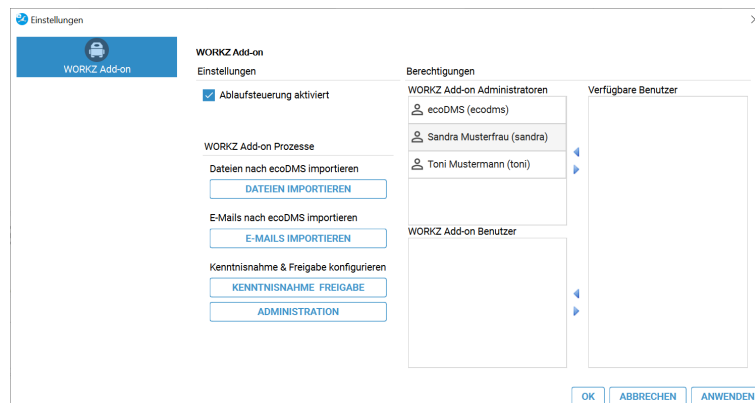 Einstellungen
WORKZ Add-on
WORKZ Add-on
Einstellungen
Ablaufsteuerung aktiviert
WORKZ Add-on Prozesse
Dateien nach ecoDMS importieren
DATEIEN IMPORTIEREN
E-Mails nach ecoDMS importieren
E-MAILS IMPORTIEREN
Kenntnisnahme & Freigabe konfigurieren
KENNTNISNAHME FREIGABE
ADMINISTRATION
Berechtigungen
WORKZ Add-on Administratoren
ecoDMS (ecodms)
Sandra Musterfrau (sandra)
Toni Mustermann (toni)
WORKZ Add-on Benutzer
Verfügbare Benutzer
OK
ABBRECHEN
ANWENDEN